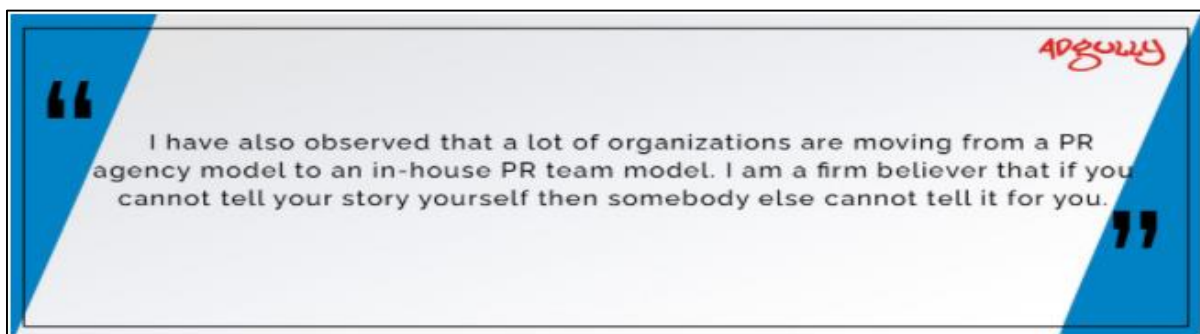 ADgully
“
I have also observed that a lot of organizations are moving from a PR
agency model to an in-house PR team model. I am a firm believer that if you
cannot tell your story yourself then somebody else cannot tell it for you.
”